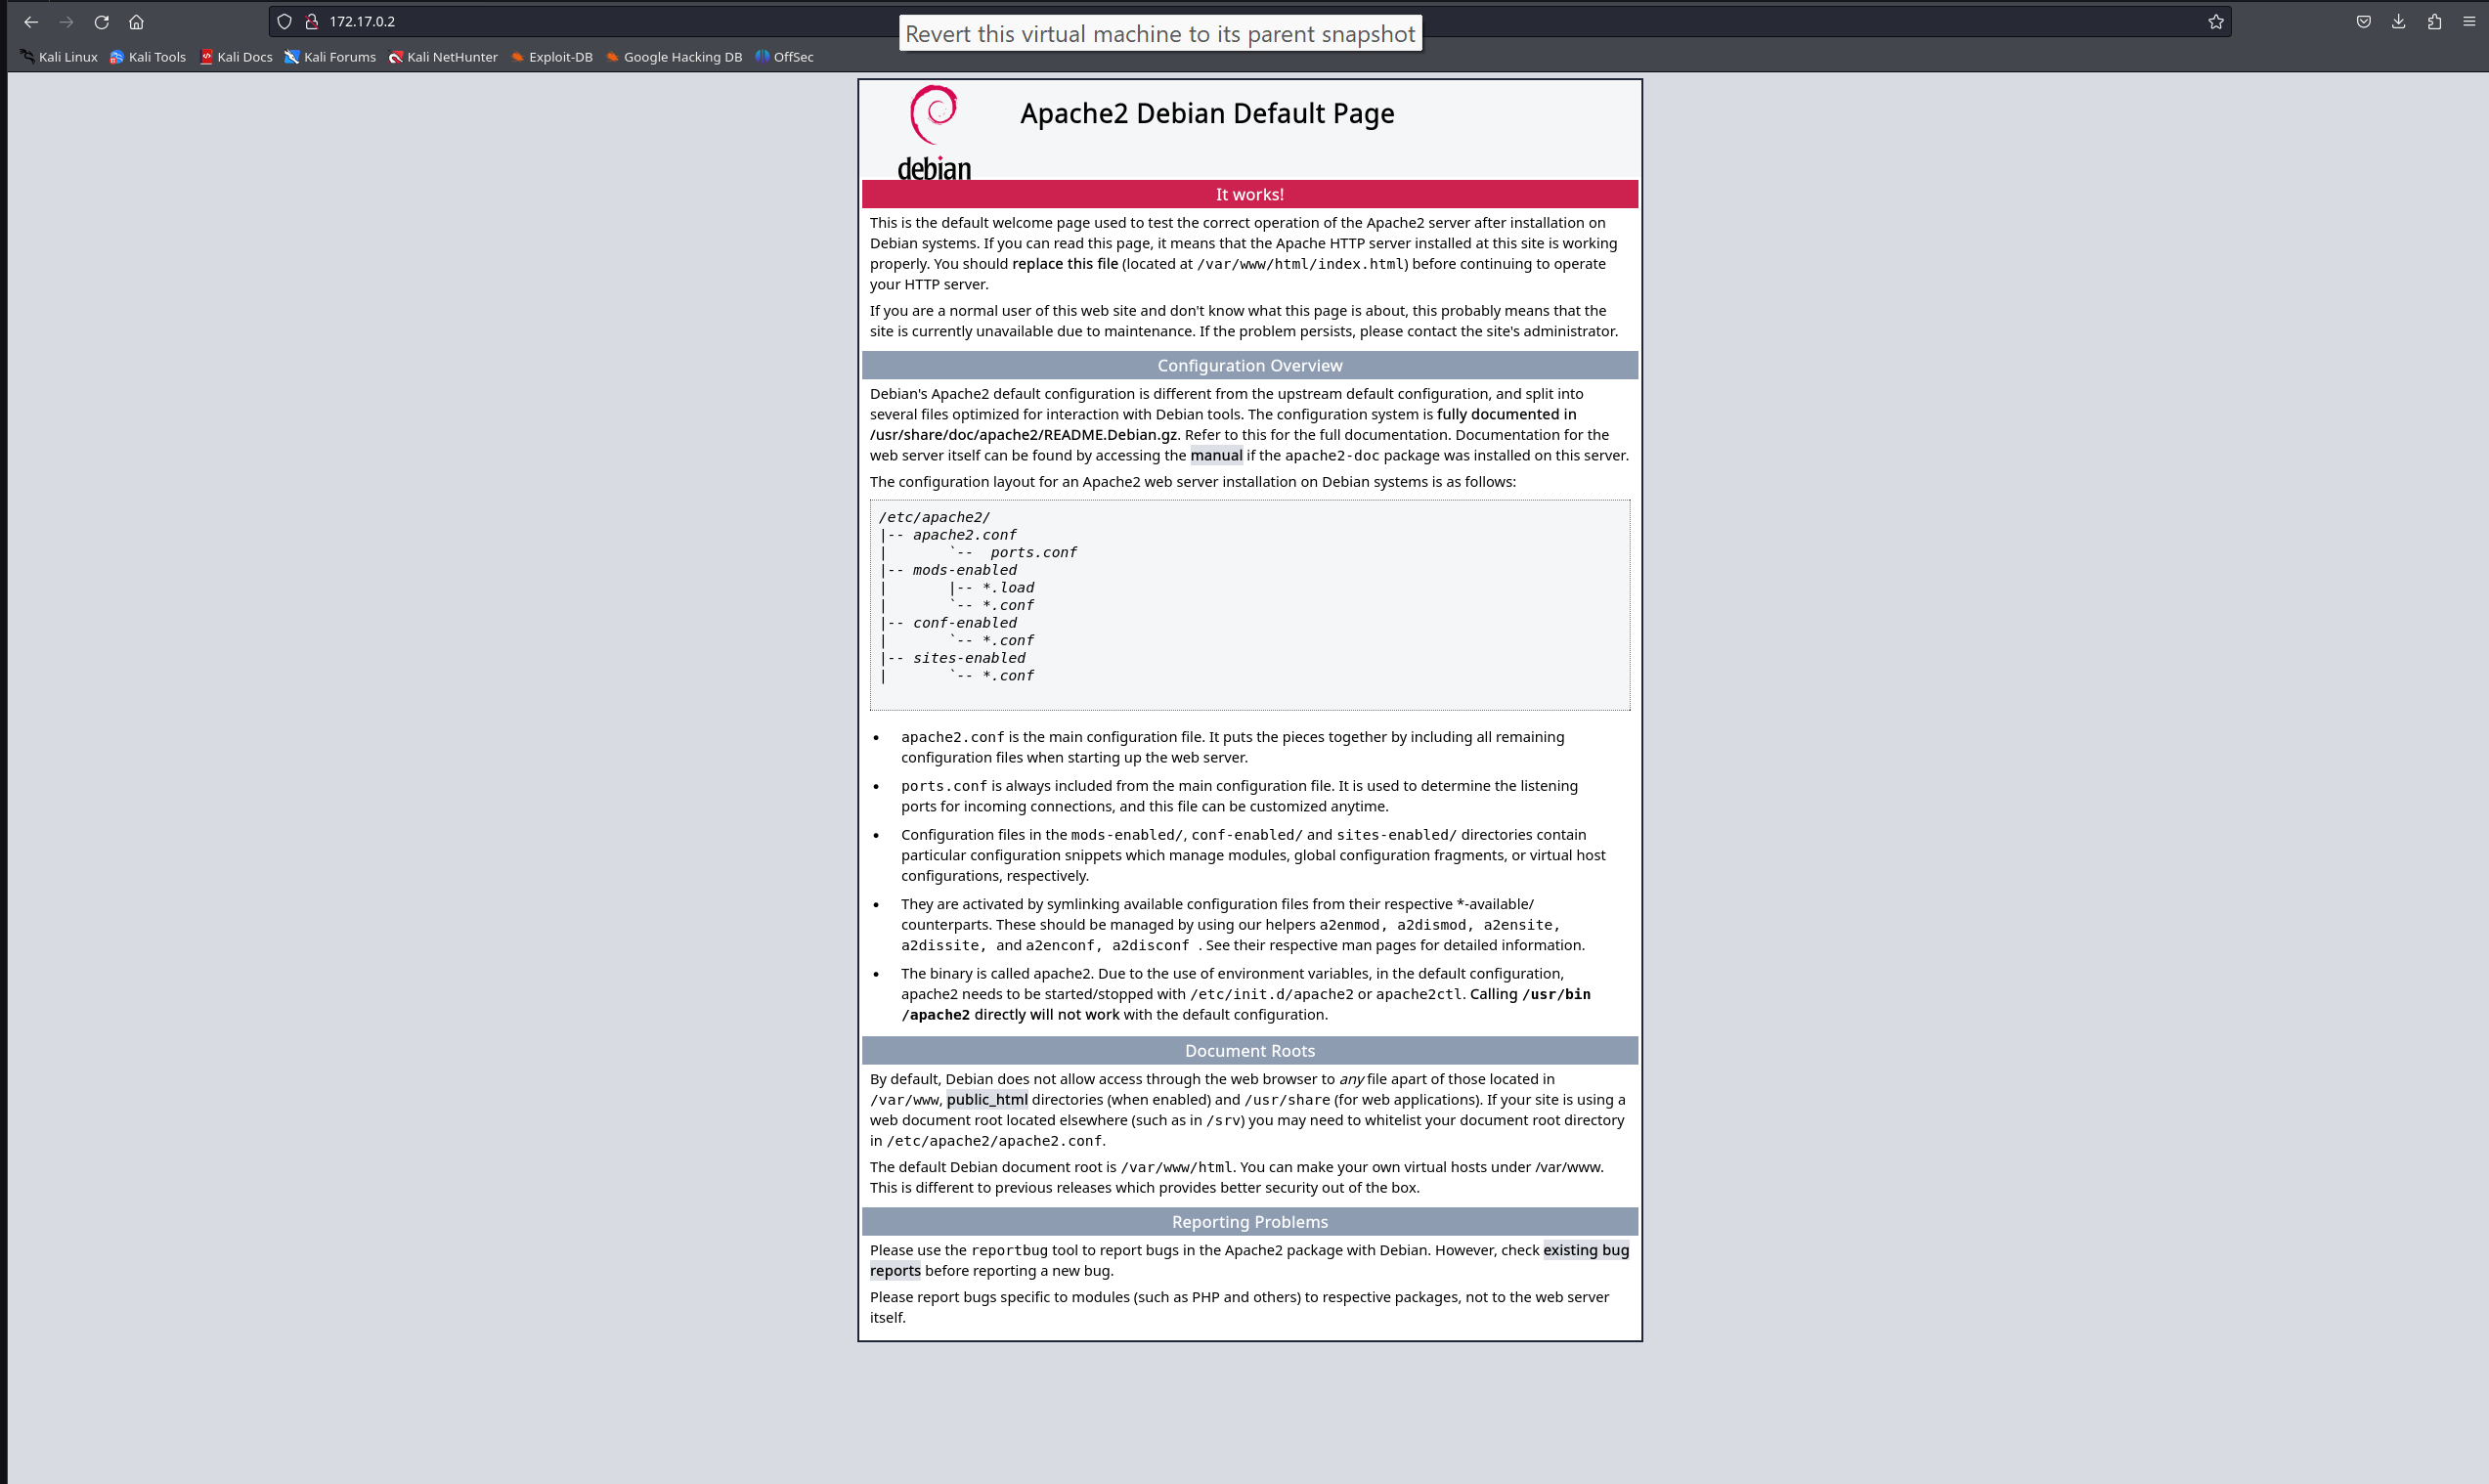 172.17.0.2
Revert this virtual machine to its parent snapshot
Kali Linux Kali Tools Kali Docs Kali Forums Kali NetHunter Exploit-DB Google Hacking DB OffSec
debian
Apache2 Debian Default Page
It works!
This is the default welcome page used to test the correct operation of the Apache2 server after installation on
Debian systems. If you can read this page, it means that the Apache HTTP server installed at this site is working
properly. You should replace this file (located at /var/www/html/index.html) before continuing to operate
your HTTP server.
If you are a normal user of this web site and don't know what this page is about, this probably means that the
site is currently unavailable due to maintenance. If the problem persists, please contact the site's administrator.
Configuration Overview
Debian's Apache2 default configuration is different from the upstream default configuration, and split into
several files optimized for interaction with Debian tools. The configuration system is fully documented in
/usr/share/doc/apache2/README.Debian.gz. Refer to this for the full documentation. Documentation for the
web server itself can be found by accessing the manual if the apache2-doc package was installed on this server.
The configuration layout for an Apache2 web server installation on Debian systems is as follows:
/etc/apache2/
|-- apache2.conf
|       `--  ports.conf
|-- mods-enabled
|       |-- *.load
|       `-- *.conf
|-- conf-enabled
|       `-- *.conf
|-- sites-enabled
|       `-- *.conf
• apache2.conf is the main configuration file. It puts the pieces together by including all remaining
configuration files when starting up the web server.
• ports.conf is always included from the main configuration file. It is used to determine the listening
ports for incoming connections, and this file can be customized anytime.
• Configuration files in the mods-enabled/, conf-enabled/ and sites-enabled/ directories contain
particular configuration snippets which manage modules, global configuration fragments, or virtual host
configurations, respectively.
• They are activated by symlinking available configuration files from their respective *-available/
counterparts. These should be managed by using our helpers a2enmod, a2dismod, a2ensite,
a2dissite, and a2enconf, a2disconf . See their respective man pages for detailed information.
• The binary is called apache2. Due to the use of environment variables, in the default configuration,
apache2 needs to be started/stopped with /etc/init.d/apache2 or apache2ctl. Calling /usr/bin
/apache2 directly will not work with the default configuration.
Document Roots
By default, Debian does not allow access through the web browser to any file apart of those located in
/var/www, public_html directories (when enabled) and /usr/share (for web applications). If your site is using a
web document root located elsewhere (such as in /srv) you may need to whitelist your document root directory
in /etc/apache2/apache2.conf.
The default Debian document root is /var/www/html. You can make your own virtual hosts under /var/www.
This is different to previous releases which provides better security out of the box.
Reporting Problems
Please use the reportbug tool to report bugs in the Apache2 package with Debian. However, check existing bug
reports before reporting a new bug.
Please report bugs specific to modules (such as PHP and others) to respective packages, not to the web server
itself.